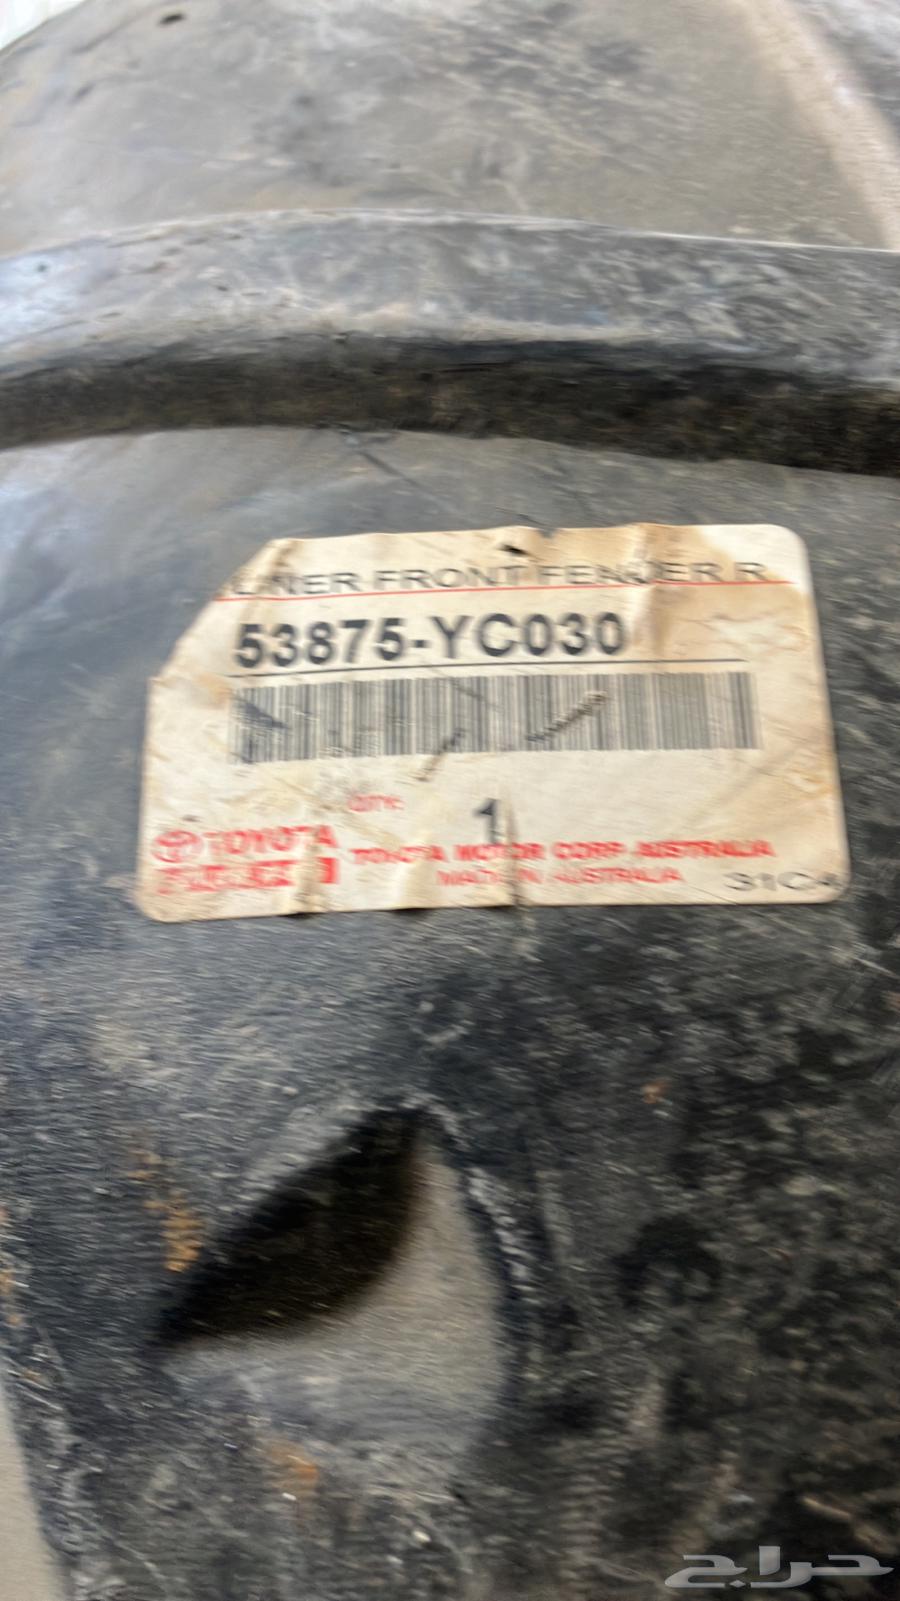 LINER FRONT FENDER R
53875-YC030
QTY. 1
TOYOTA TOYOTA MOTOR CORP. AUSTRALIA
MADE IN AUSTRALIA
حراج